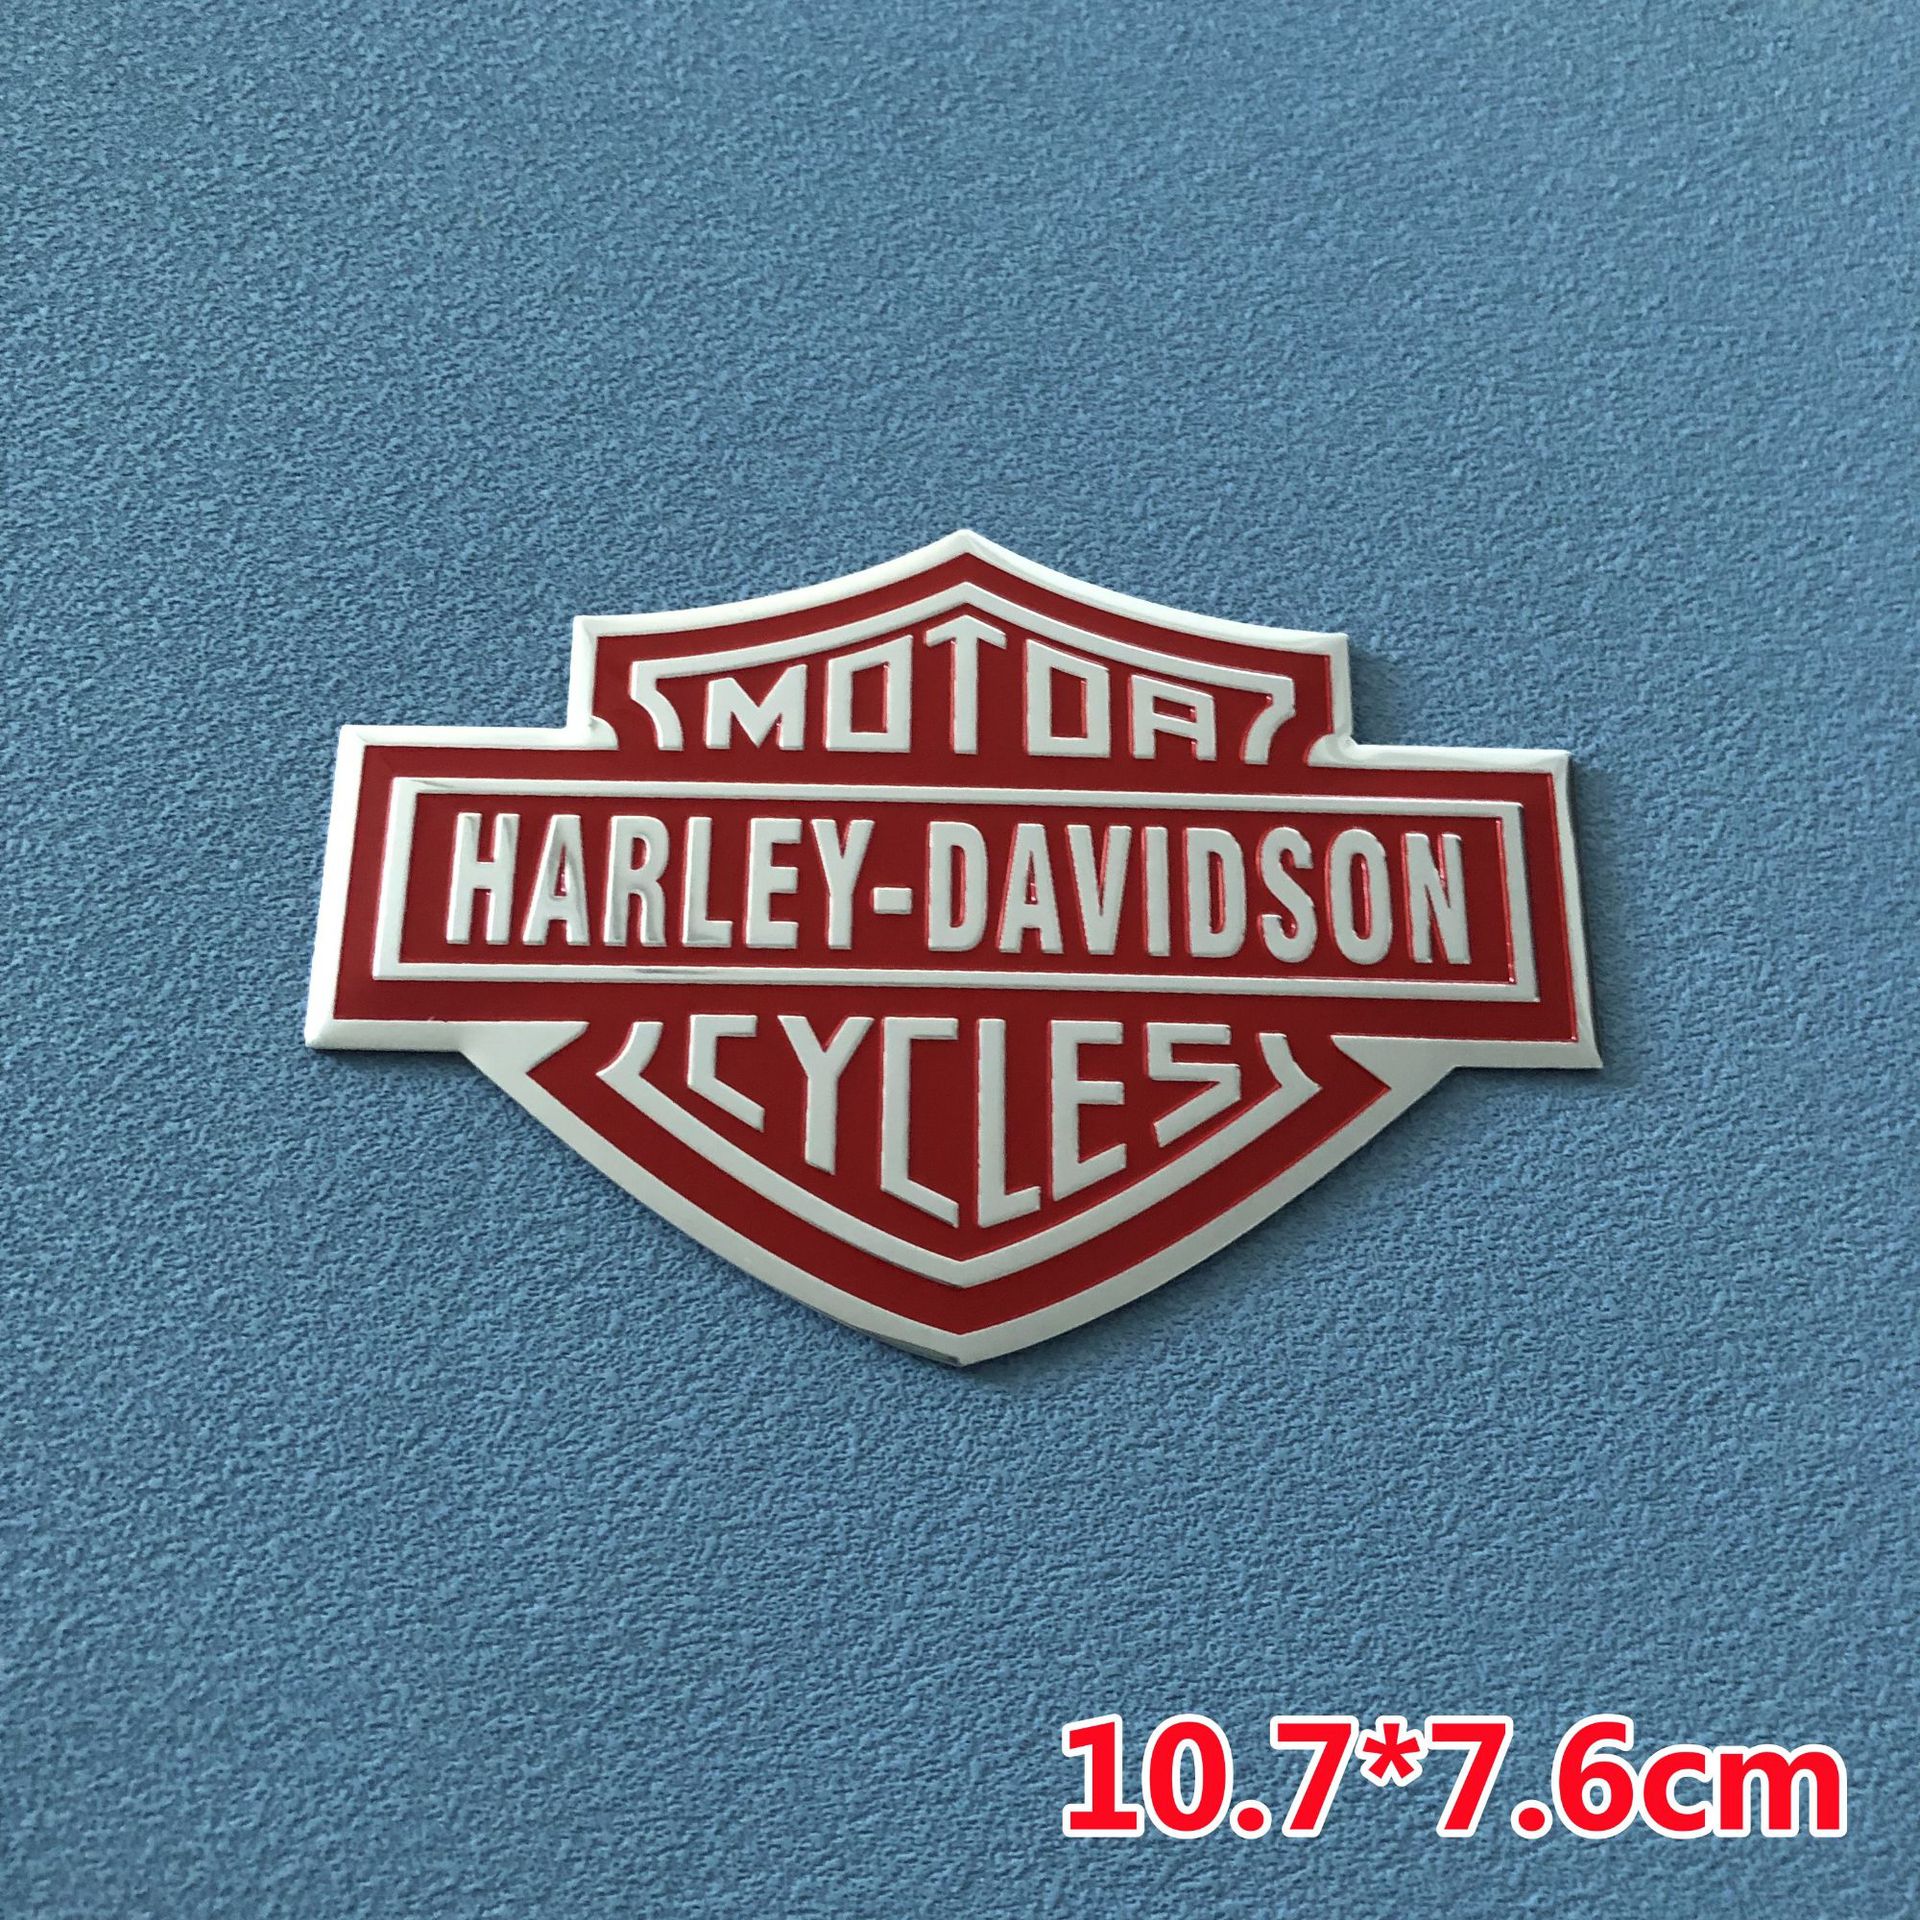 MOTOR
HARLEY-DAVIDSON
CYCLES
10.7*7.6cm